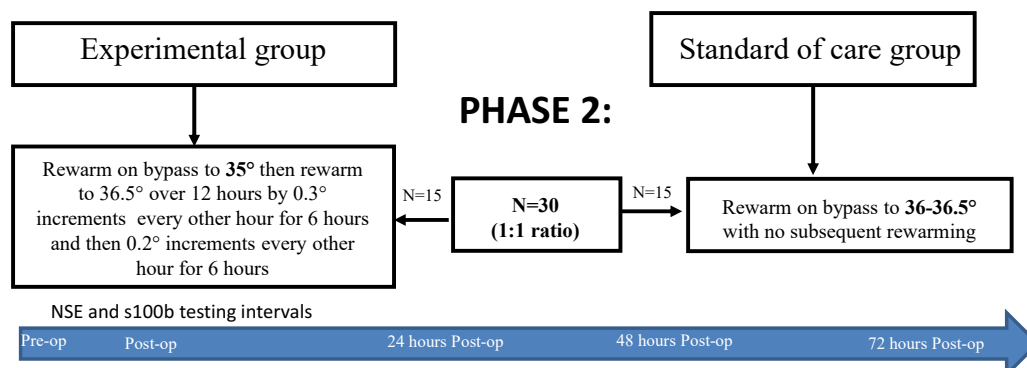 Experimental group
Standard of care group
PHASE 2:
Rewarm on bypass to 35° then rewarm
to 36.5° over 12 hours by 0.3°
increments every other hour for 6 hours
and then 0.2° increments every other
hour for 6 hours
N=15
N=30
(1:1 ratio)
N=15
Rewarm on bypass to 36-36.5°
with no subsequent rewarming
NSE and s100b testing intervals
Pre-op
Post-op
24 hours Post-op
48 hours Post-op
72 hours Post-op